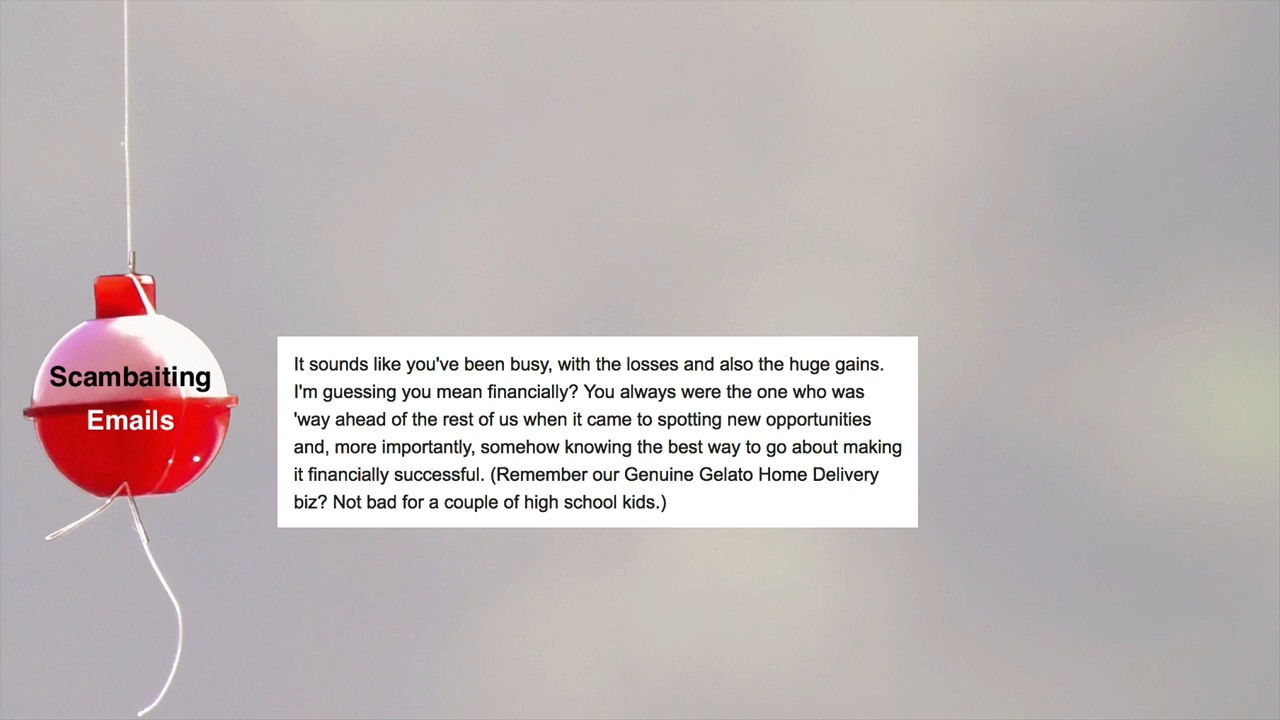 Scambaiting
Emails
It sounds like you've been busy, with the losses and also the huge gains.
I'm guessing you mean financially? You always were the one who was
'way ahead of the rest of us when it came to spotting new opportunities
and, more importantly, somehow knowing the best way to go about making
it financially successful. (Remember our Genuine Gelato Home Delivery
biz? Not bad for a couple of high school kids.)